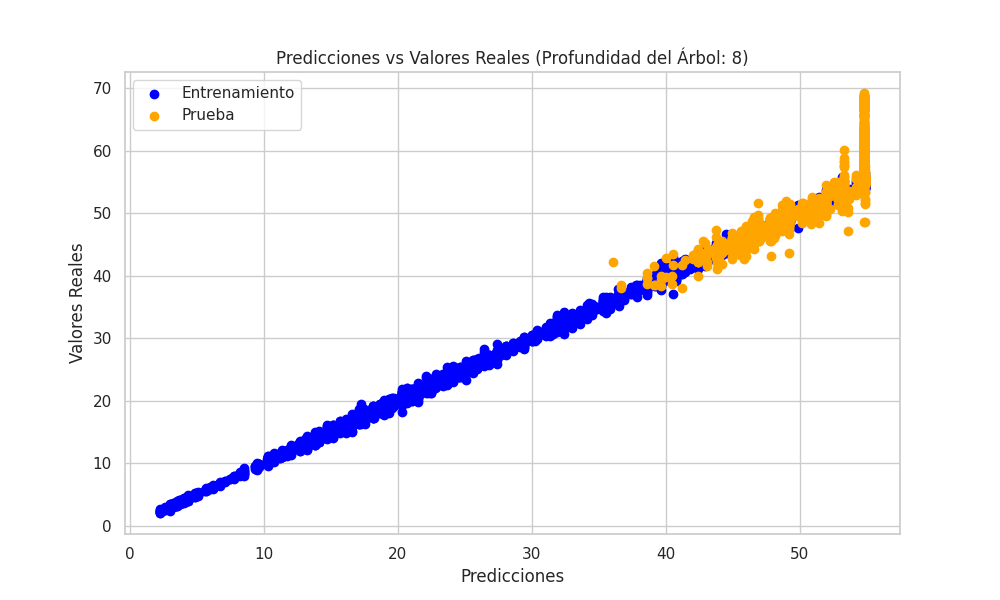 Predicciones vs Valores Reales (Profundidad del Árbol: 8)
Entrenamiento
Prueba
Valores Reales
70
60
50
40
30
20
10
0
0 10 20 30 40 50
Predicciones